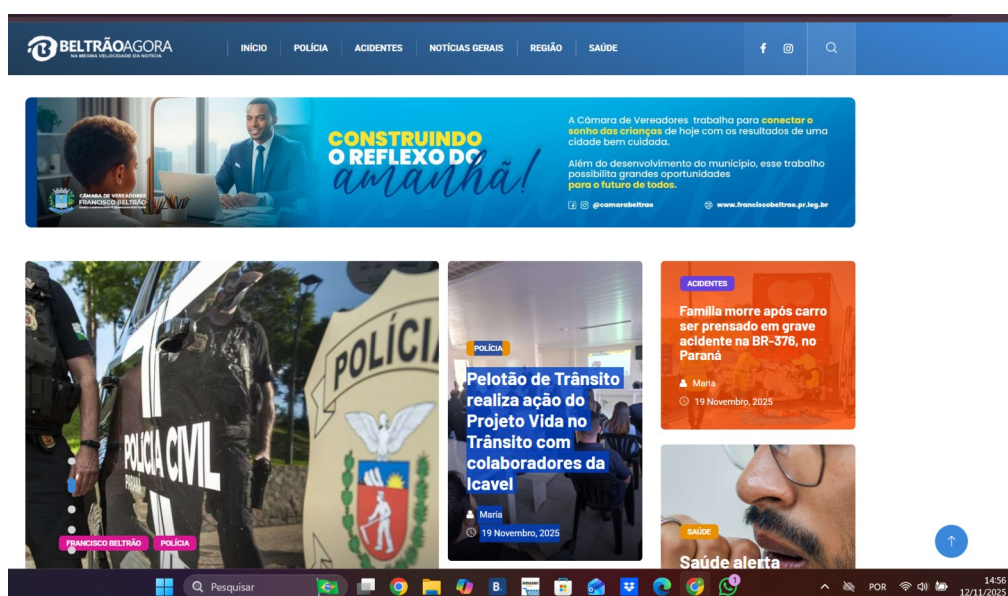 BELTRÃOAGORA
NA MESMA VELOCIDADE DA NOTÍCIA
INÍCIO
POLÍCIA
ACIDENTES
NOTÍCIAS GERAIS
REGIÃO
SAÚDE
CONSTRUINDO
O REFLEXO DO
amanhã!
A Câmara de Vereadores trabalha para conectar o
sonho das crianças de hoje com os resultados de uma
cidade bem cuidada.
Além do desenvolvimento do município, esse trabalho
possibilita grandes oportunidades
para o futuro de todos.
@camarabeltrao
www.franciscobeltrao.pr.leg.br
CÂMARA DE VEREADORES
FRANCISCO BELTRÃO
POLÍCIA CIVIL
PARANÁ
POLÍCI
FRANCISCO BELTRÃO
POLÍCIA
POLÍCIA
Pelotão de Trânsito
realiza ação do
Projeto Vida no
Trânsito com
colaboradores da
Icavel
Maria
19 Novembro, 2025
ACIDENTES
Família morre após carro
ser prensado em grave
acidente na BR-376, no
Paraná
Maria
19 Novembro, 2025
SAÚDE
Saúde alerta
Pesquisar
B.
POR
14:56
12/11/2026